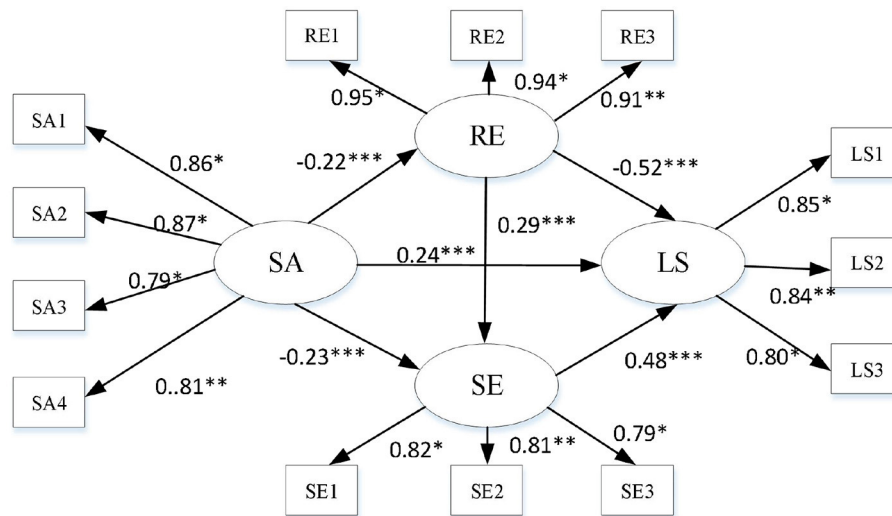 RE1
RE2
RE3
0.95*
0.94*
0.91**
SA1
0.86*
-0.22***
RE
-0.52***
LS1
0.85*
SA2
0.87*
0.29***
SA
0.24***
LS
LS2
0.84**
SA3
0.79*
-0.23***
0.48***
0.80*
LS3
SA4
0..81**
SE
0.82*
0.81**
0.79*
SE1
SE2
SE3